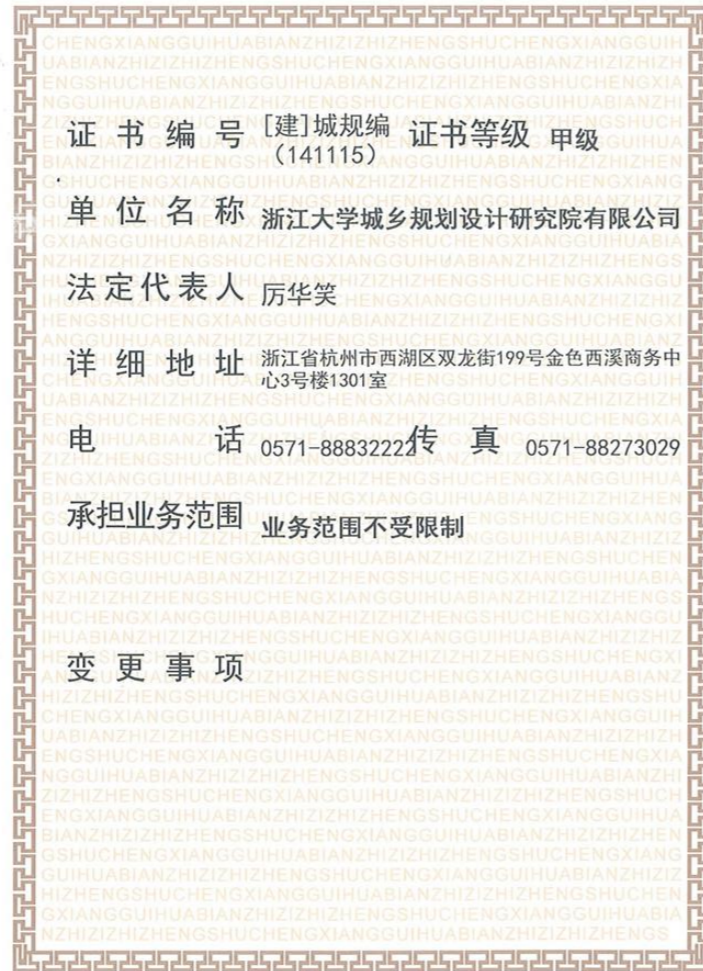 证书编号 [建]城规编 证书等级 甲级
(141115)
单位名称 浙江大学城乡规划设计研究院有限公司
法定代表人 厉华笑
详细地址 浙江省杭州市西湖区双龙街199号金色西溪商务中
心3号楼1301室
电话 0571-88832222 传真 0571-88273029
承担业务范围 业务范围不受限制
变更事项